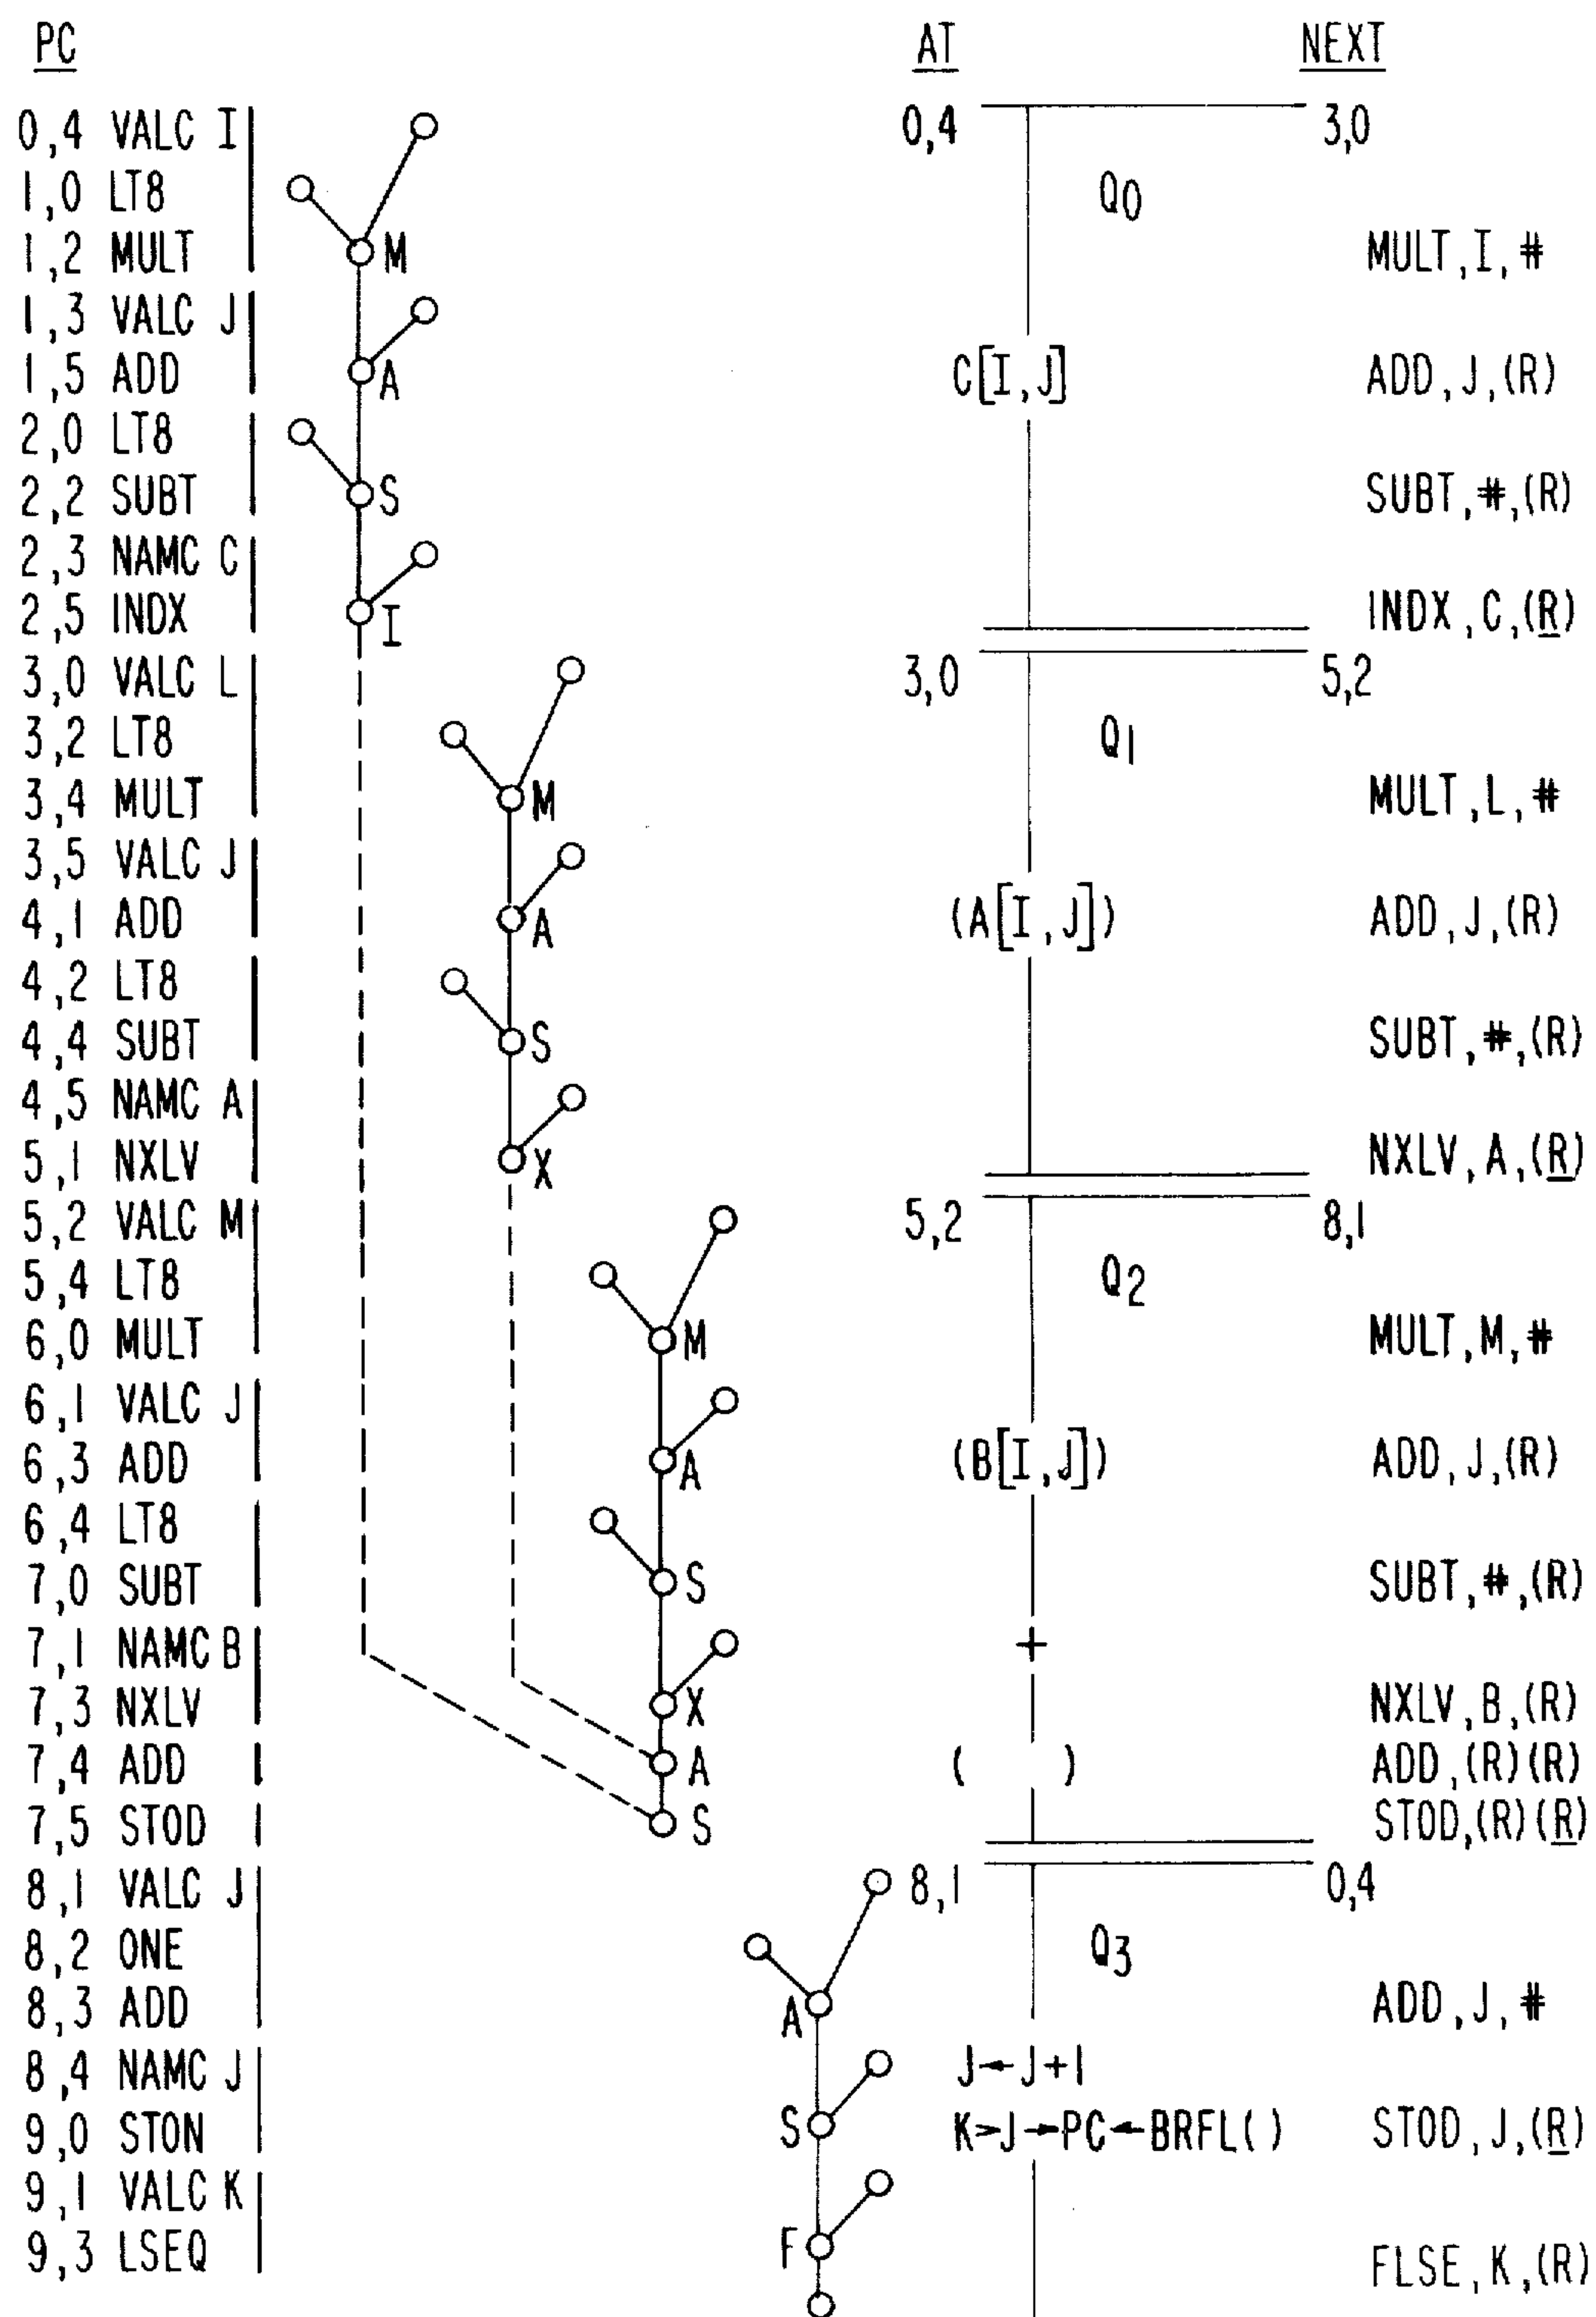 PC AT NEXT
0,4 VALC I 0,4 3,0
1,0 LT8 Q0
1,2 MULT M MULT,I,#
1,3 VALC J
1,5 ADD A C[I,J] ADD,J,(R)
2,0 LT8
2,2 SUBT S SUBT,#,(R)
2,3 NAMC C
2,5 INDX I INDX,C,(R)
3,0 VALC L 3,0 5,2
3,2 LT8 Q1
3,4 MULT M MULT,L,#
3,5 VALC J
4,1 ADD A (A[I,J]) ADD,J,(R)
4,2 LT8
4,4 SUBT S SUBT,#,(R)
4,5 NAMC A
5,1 NXLV X NXLV,A,(R)
5,2 VALC M 5,2 8,1
5,4 LT8 Q2
6,0 MULT M MULT,M,#
6,1 VALC J
6,3 ADD A (B[I,J]) ADD,J,(R)
6,4 LT8
7,0 SUBT S SUBT,#,(R)
7,1 NAMC B +
7,3 NXLV X NXLV,B,(R)
7,4 ADD A ( ) ADD,(R)(R)
7,5 STOD S STOD,(R)(R)
8,1 VALC J 8,1 0,4
8,2 ONE Q3
8,3 ADD A ADD,J,#
8,4 NAMC J J←J+1
9,0 STON S K>J→PC←BRFL( ) STOD,J,(R)
9,1 VALC K
9,3 LSEQ F FLSE,K,(R)